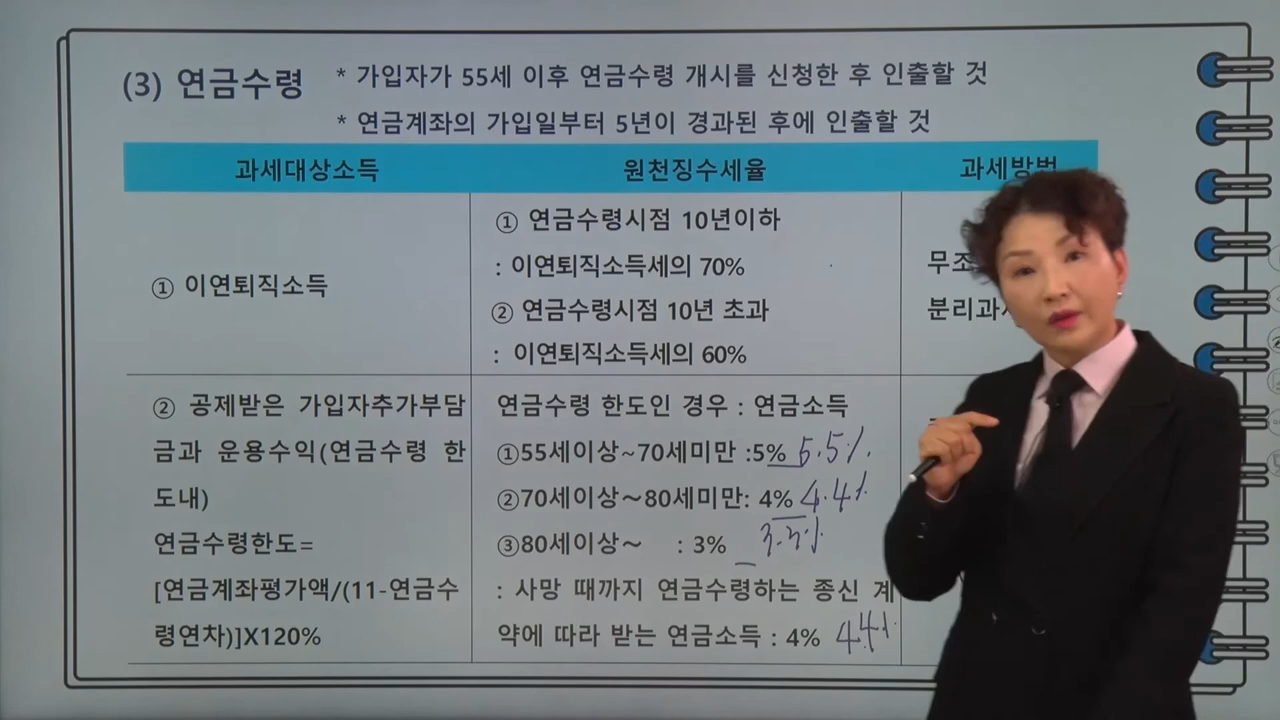 (3) 연금수령
* 가입자가 55세 이후 연금수령 개시를 신청한 후 인출할 것
* 연금계좌의 가입일부터 5년이 경과된 후에 인출할 것
과세대상소득 원천징수세율 과세방법
① 이연퇴직소득
① 연금수령시점 10년이하
: 이연퇴직소득세의 70%
② 연금수령시점 10년 초과
: 이연퇴직소득세의 60%
무조
분리과
② 공제받은 가입자추가부담
금과 운용수익(연금수령 한
도내)
연금수령한도=
[연금계좌평가액/(11-연금수
령연차)]X120%
연금수령 한도인 경우 : 연금소득
①55세이상~70세미만 :5% 5.5%.
②70세이상~80세미만: 4% 4.4%
③80세이상~ : 3% 3.3%
: 사망 때까지 연금수령하는 종신 계
약에 따라 받는 연금소득 : 4% 4.4%